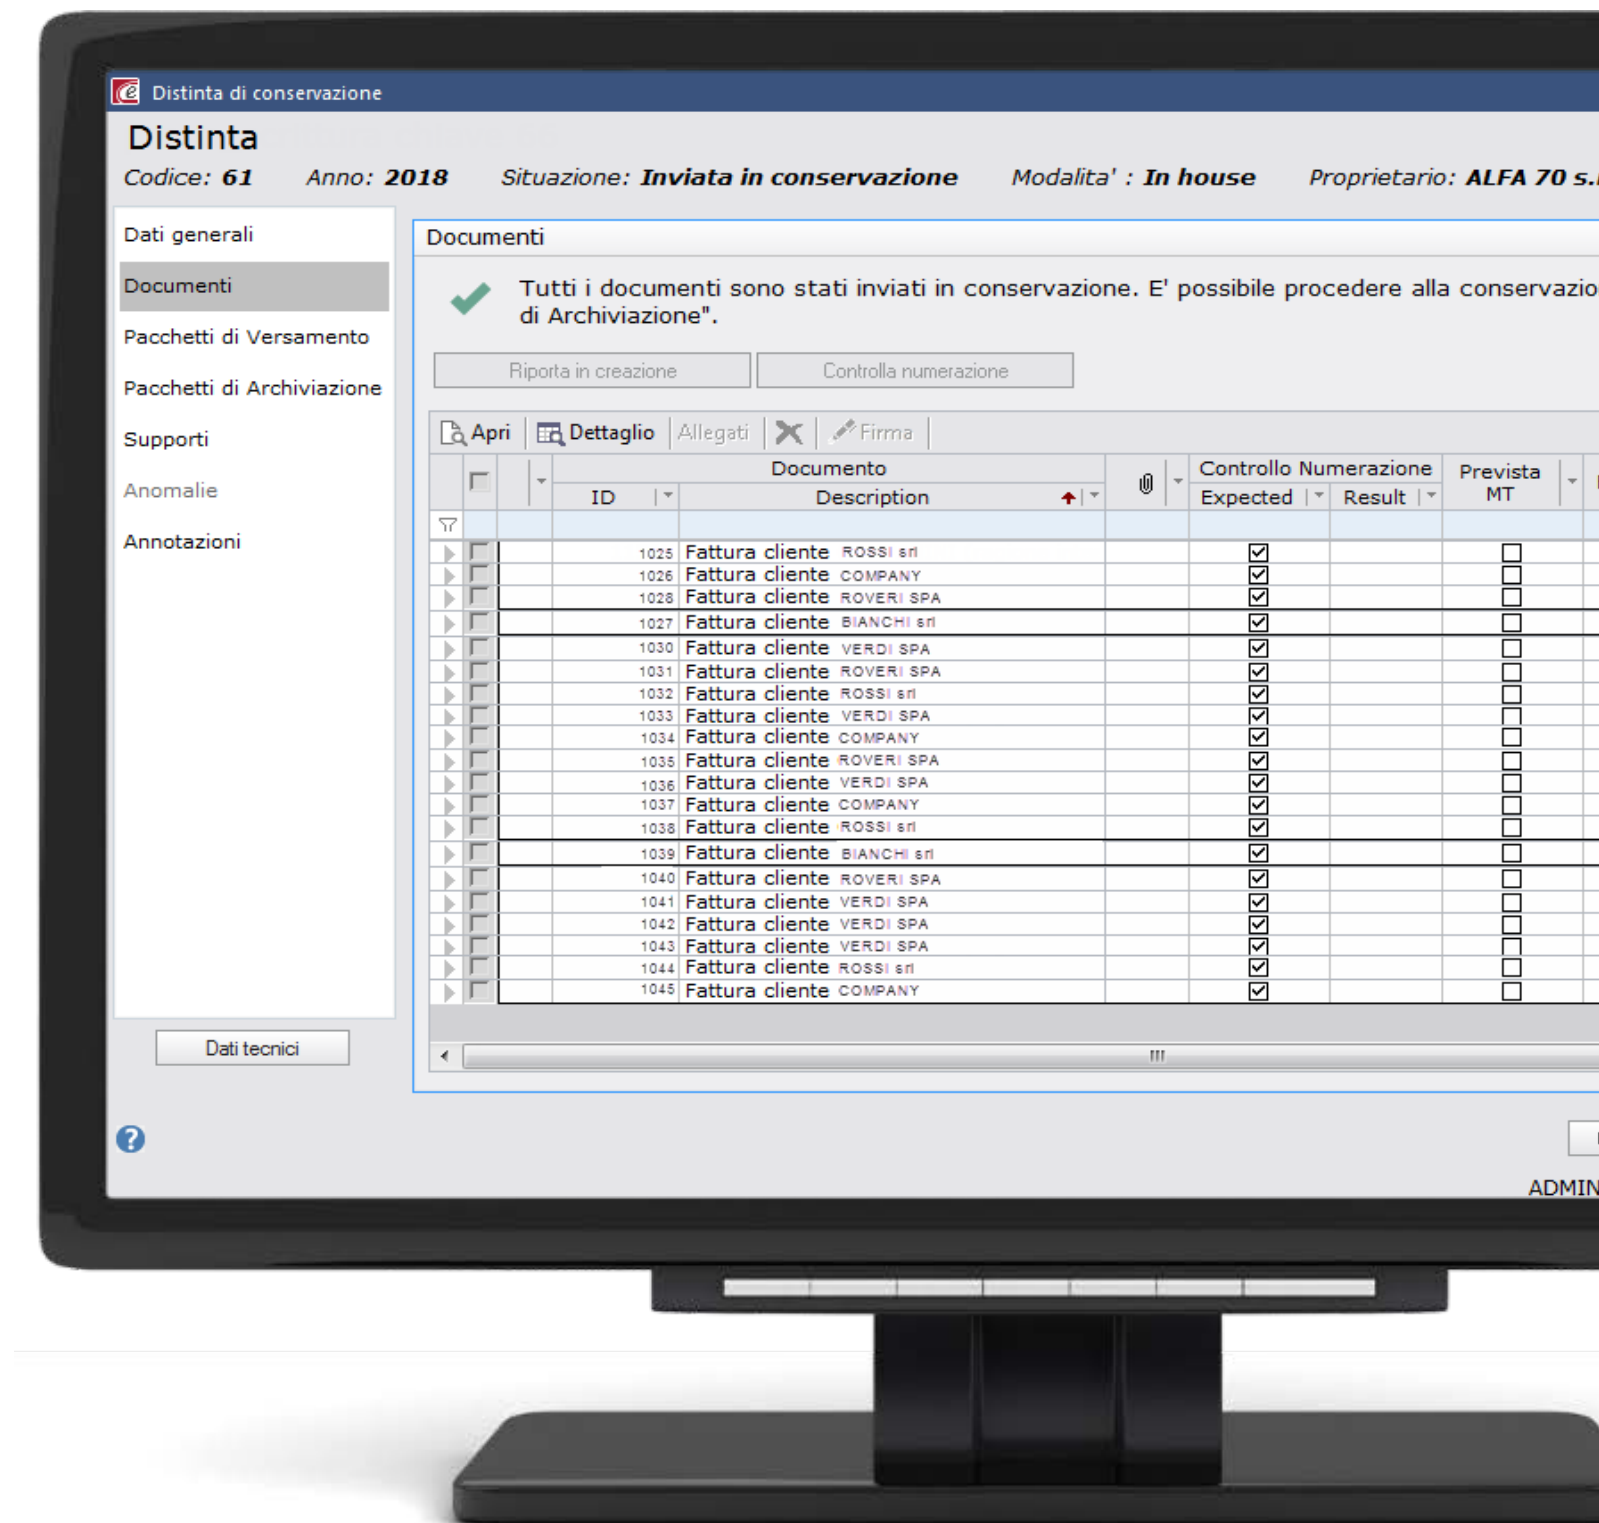 Distinta di conservazione
Distinta
Codice: 61 Anno: 2018 Situazione: Inviata in conservazione Modalita' : In house Proprietario: ALFA 70
Dati generali
Documenti
Pacchetti di Versamento
Pacchetti di Archiviazione
Supporti
Anomalie
Annotazioni
Dati tecnici
Documenti
Tutti i documenti sono stati inviati in conservazione. E' possibile procedere alla
di Archiviazione".
Riporta in creazione Controlla numerazione
Apri Dettaglio Allegati Firma
Documento Controllo Numerazione Prevista
ID Description Expected Result MT
1025 Fattura cliente ROSSI srl
1026 Fattura cliente COMPANY
1028 Fattura cliente ROVERI SPA
1027 Fattura cliente BIANCHI srl
1030 Fattura cliente VERDI SPA
1031 Fattura cliente ROVERI SPA
1032 Fattura cliente ROSSI srl
1033 Fattura cliente VERDI SPA
1034 Fattura cliente COMPANY
1035 Fattura cliente ROVERI SPA
1036 Fattura cliente VERDI SPA
1037 Fattura cliente COMPANY
1038 Fattura cliente ROSSI srl
1039 Fattura cliente BIANCHI srl
1040 Fattura cliente ROVERI SPA
1041 Fattura cliente VERDI SPA
1042 Fattura cliente VERDI SPA
1043 Fattura cliente VERDI SPA
1044 Fattura cliente ROSSI srl
1045 Fattura cliente COMPANY
?
ADMIN